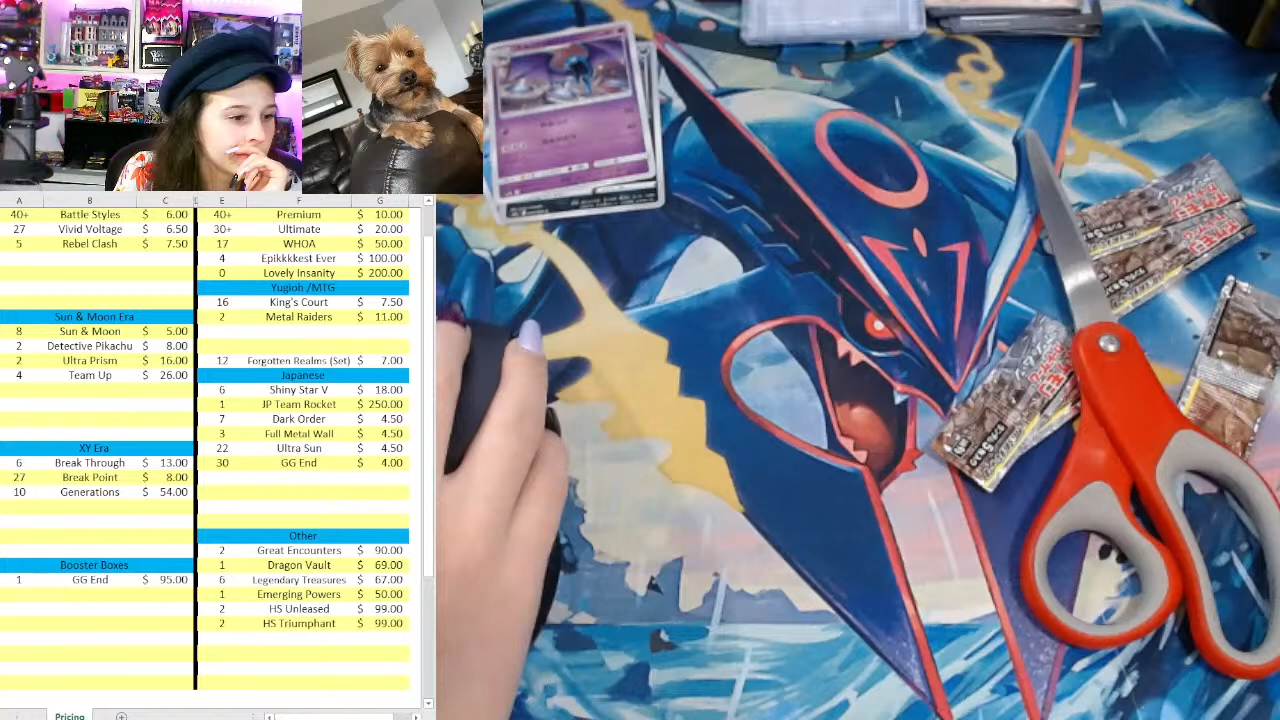 A B C E F G
40+ Battle Styles $ 6.00 40+ Premium $ 10.00
27 Vivid Voltage $ 6.50 30+ Ultimate $ 20.00
5 Rebel Clash $ 7.50 17 WHOA $ 50.00
4 Epikkkkest Ever $ 100.00
0 Lovely Insanity $ 200.00
Yugioh /MTG
16 King's Court $ 7.50
Sun & Moon Era 2 Metal Raiders $ 11.00
8 Sun & Moon $ 5.00
2 Detective Pikachu $ 8.00
2 Ultra Prism $ 16.00 12 Forgotten Realms (Set) $ 7.00
4 Team Up $ 26.00 Japanese
6 Shiny Star V $ 18.00
1 JP Team Rocket $ 250.00
7 Dark Order $ 4.50
3 Full Metal Wall $ 4.50
XY Era 22 Ultra Sun $ 4.50
6 Break Through $ 13.00 30 GG End $ 4.00
27 Break Point $ 8.00
10 Generations $ 54.00
Other
2 Great Encounters $ 90.00
Booster Boxes 1 Dragon Vault $ 69.00
1 GG End $ 95.00 6 Legendary Treasures $ 67.00
1 Emerging Powers $ 50.00
2 HS Unleased $ 99.00
2 HS Triumphant $ 99.00
Pricing